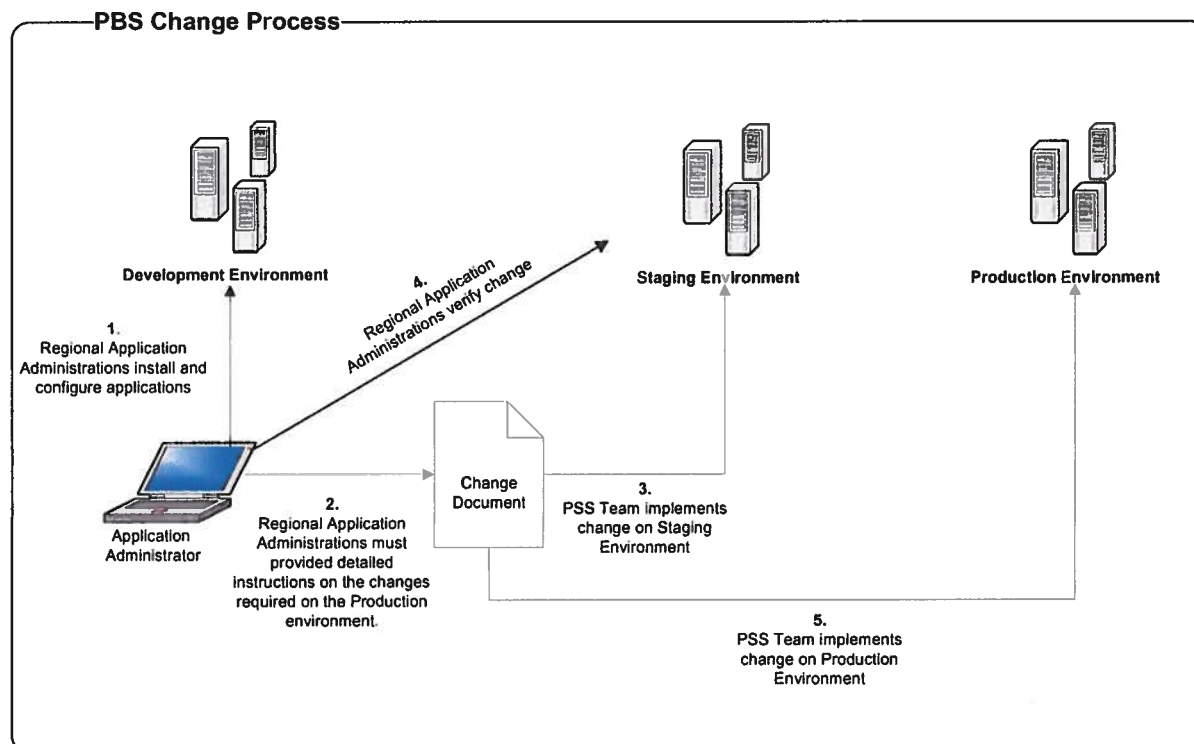 PBS Change Process
Development Environment
Staging Environment
Production Environment
4.
Regional Application
Administrations verify change
1.
Regional Application
Administrations install and
configure applications
Application
Administrator
Change
Document
2.
Regional Application
Administrations must
provided detailed
instructions on the changes
required on the Production
environment.
3.
PSS Team implements
change on Staging
Environment
5.
PSS Team implements
change on Production
Environment